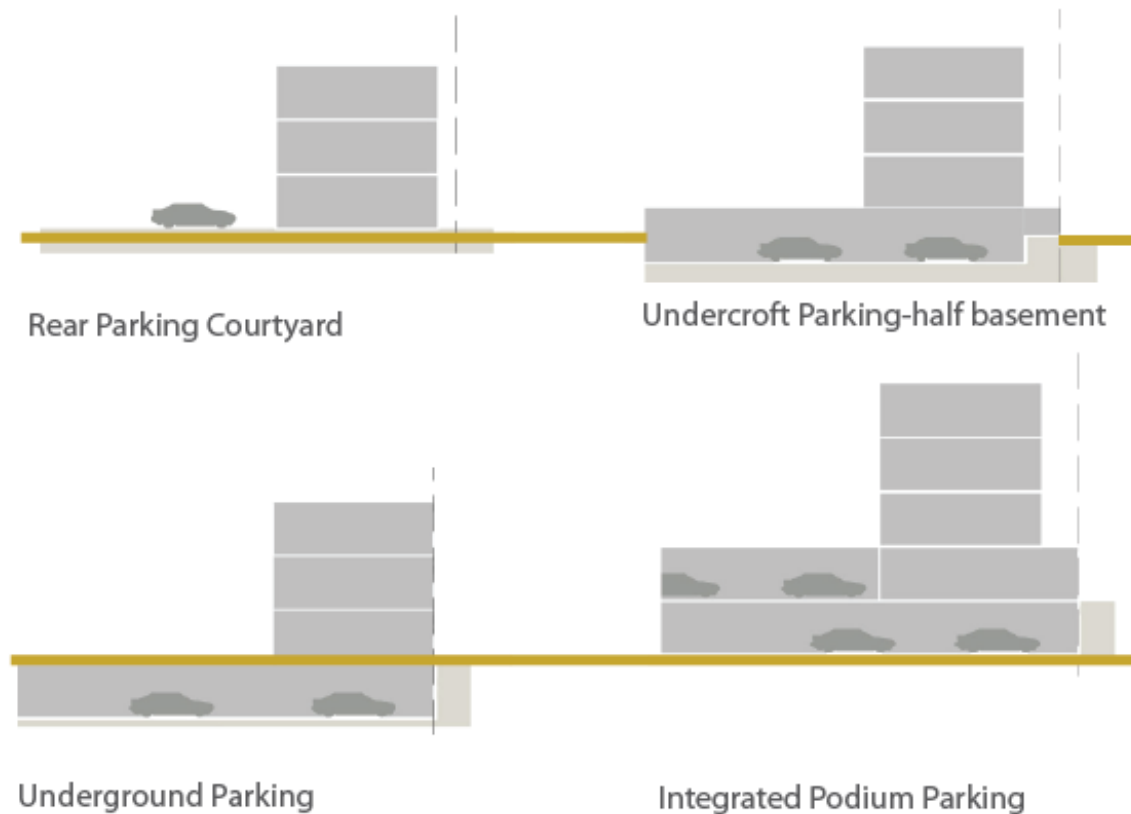 Rear Parking Courtyard
Undercroft Parking-half basement
Underground Parking
Integrated Podium Parking